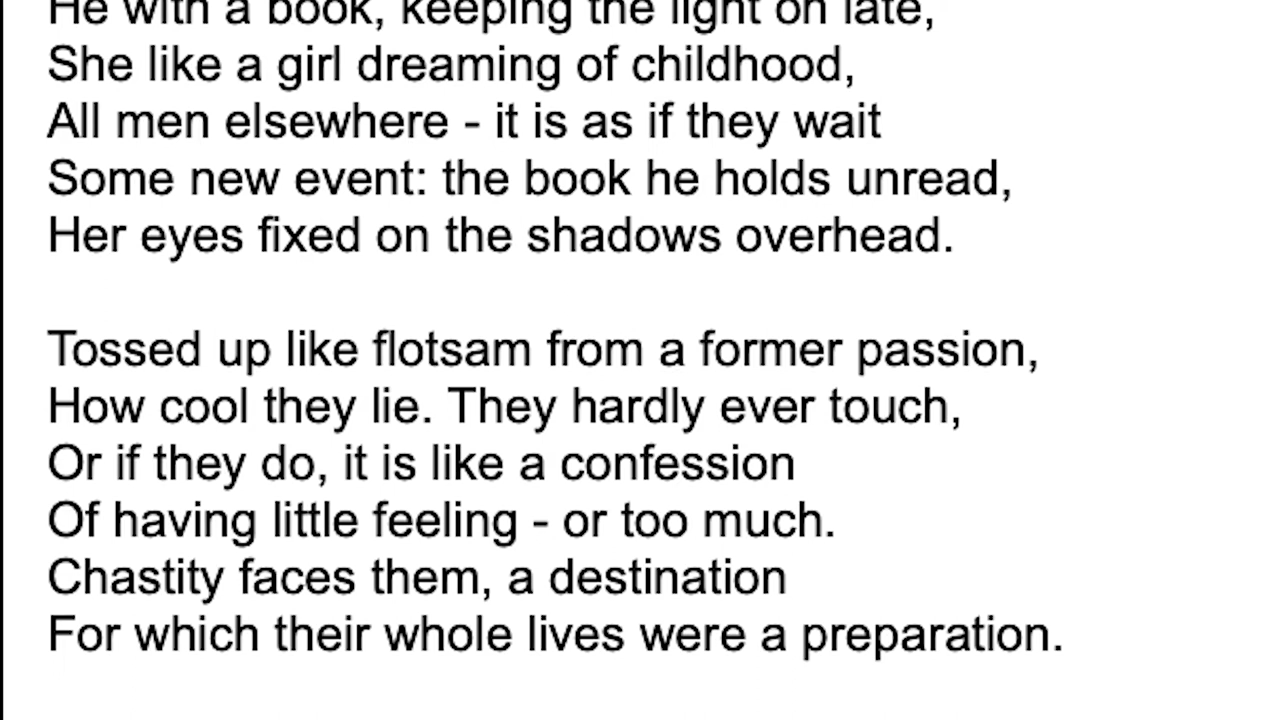 He with a book, keeping the light on late,
She like a girl dreaming of childhood,
All men elsewhere - it is as if they wait
Some new event: the book he holds unread,
Her eyes fixed on the shadows overhead.

Tossed up like flotsam from a former passion,
How cool they lie. They hardly ever touch,
Or if they do, it is like a confession
Of having little feeling - or too much.
Chastity faces them, a destination
For which their whole lives were a preparation.